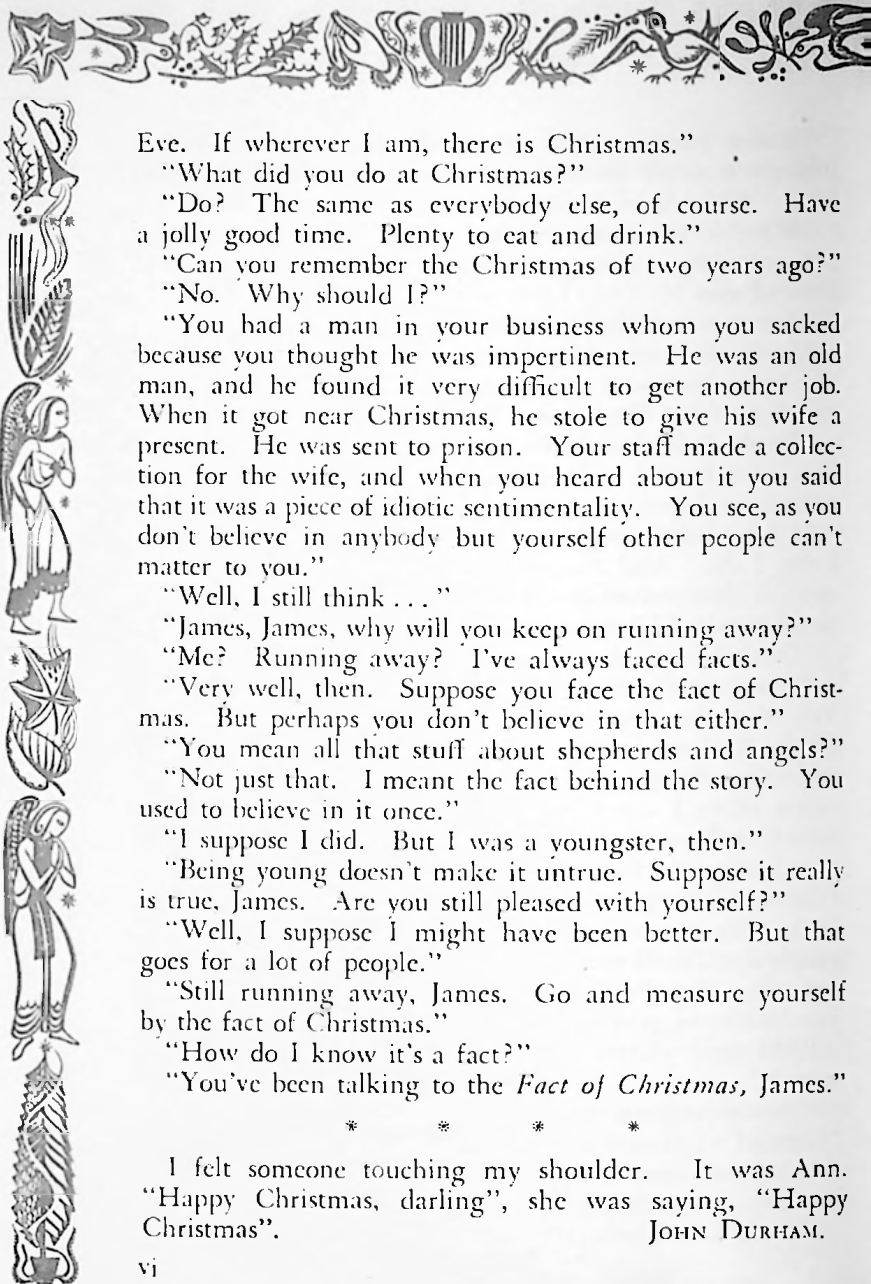 Eve. If wherever I am, there is Christmas."
"What did you do at Christmas?"
"Do? The same as everybody else, of course. Have
a jolly good time. Plenty to eat and drink."
"Can you remember the Christmas of two years ago?"
"No. Why should I?"
"You had a man in your business whom you sacked
because you thought he was impertinent. He was an old
man, and he found it very difficult to get another job.
When it got near Christmas, he stole to give his wife a
present. He was sent to prison. Your staff made a collec-
tion for the wife, and when you heard about it you said
that it was a piece of idiotic sentimentality. You see, as you
don't believe in anybody but yourself other people can't
matter to you."
"Well, I still think ... "
"James, James, why will you keep on running away?"
"Me? Running away? I've always faced facts."
"Very well, then. Suppose you face the fact of Christ-
mas. But perhaps you don't believe in that either."
"You mean all that stuff about shepherds and angels?"
"Not just that. I meant the fact behind the story. You
used to believe in it once."
"I suppose I did. But I was a youngster, then."
"Being young doesn't make it untrue. Suppose it really
is true, James. Are you still pleased with yourself?"
"Well, I suppose I might have been better. But that
goes for a lot of people."
"Still running away, James. Go and measure yourself
by the fact of Christmas."
"How do I know it's a fact?"
"You've been talking to the Fact of Christmas, James."
* * * *
I felt someone touching my shoulder. It was Ann.
"Happy Christmas, darling", she was saying, "Happy
Christmas". JOHN DURHAM.
vj